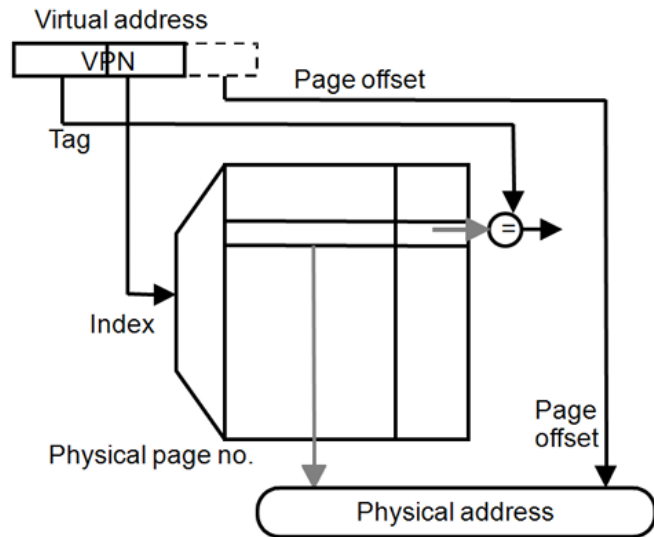 Virtual address
VPN
Page offset
Tag
=
Index
Page
offset
Physical page no.
Physical address